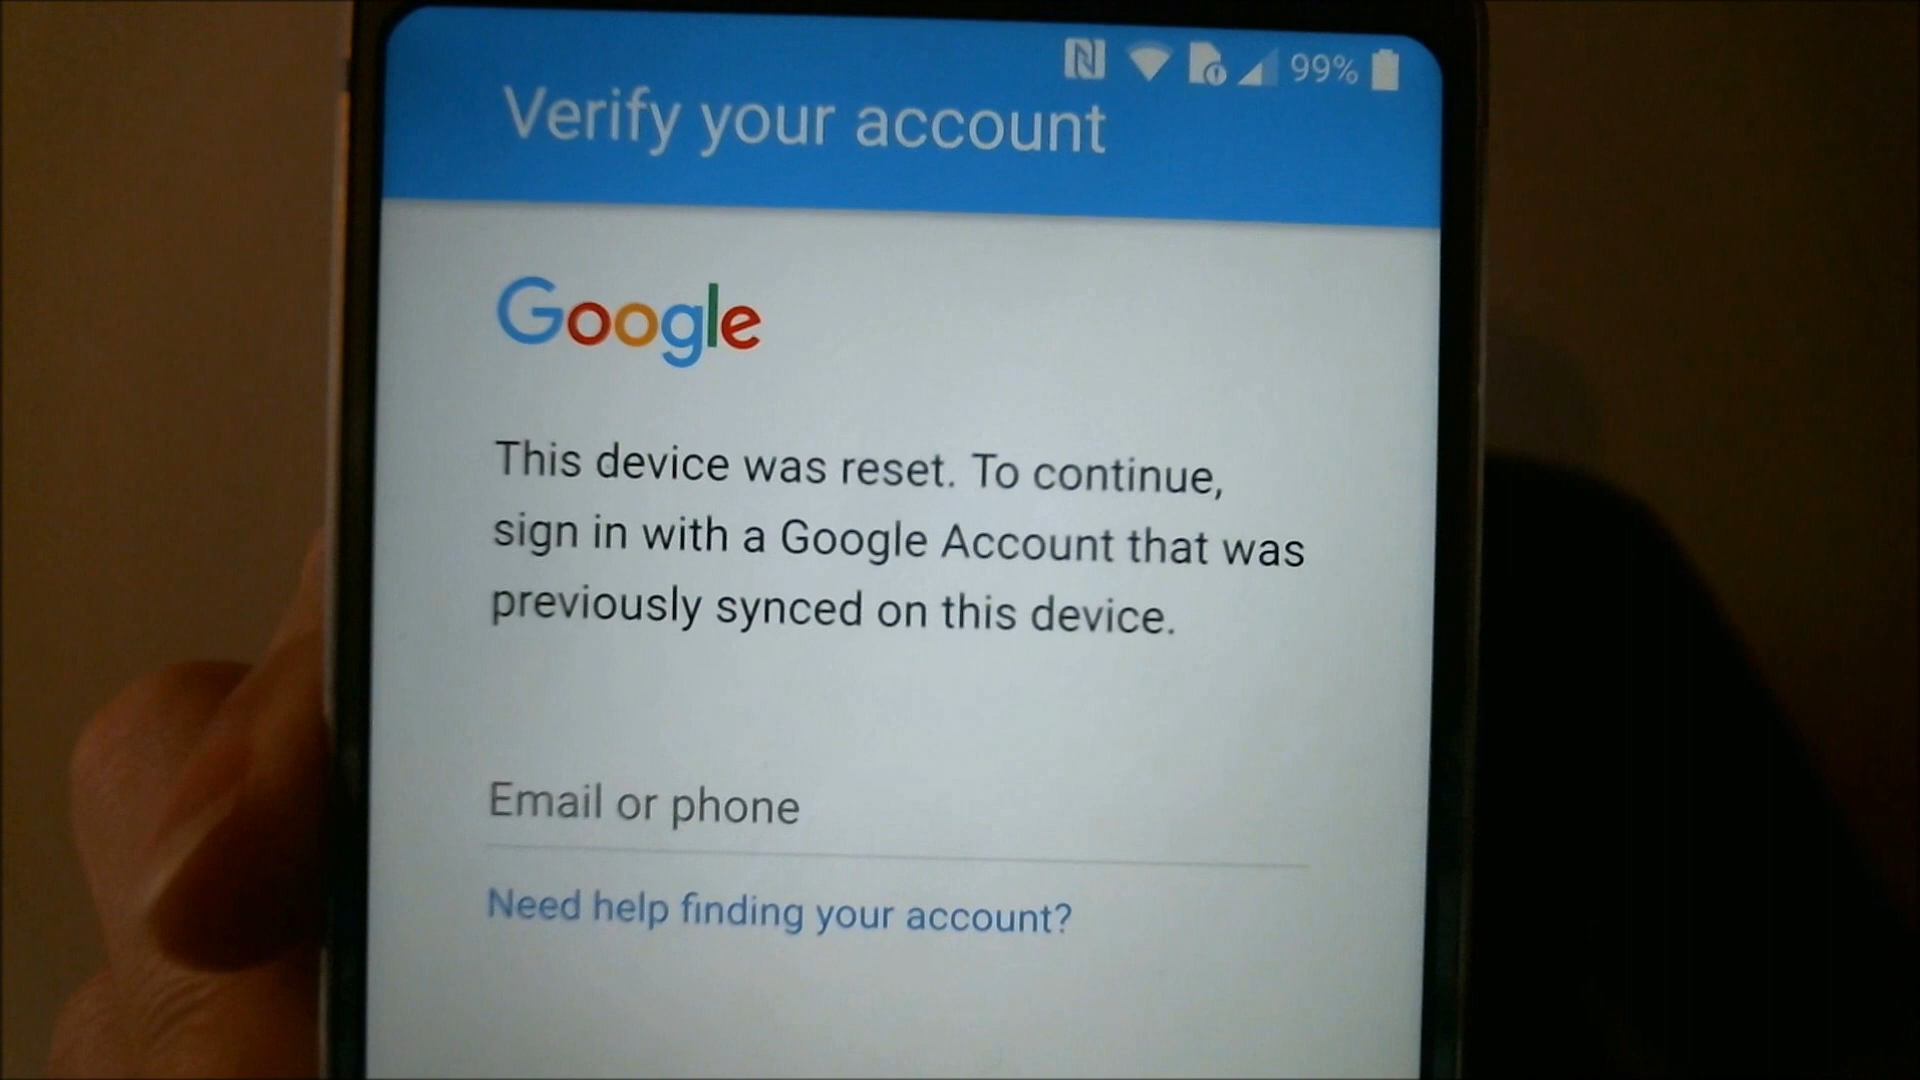 99%
Verify your account
Google
This device was reset. To continue,
sign in with a Google Account that was
previously synced on this device.
Email or phone
Need help finding your account?